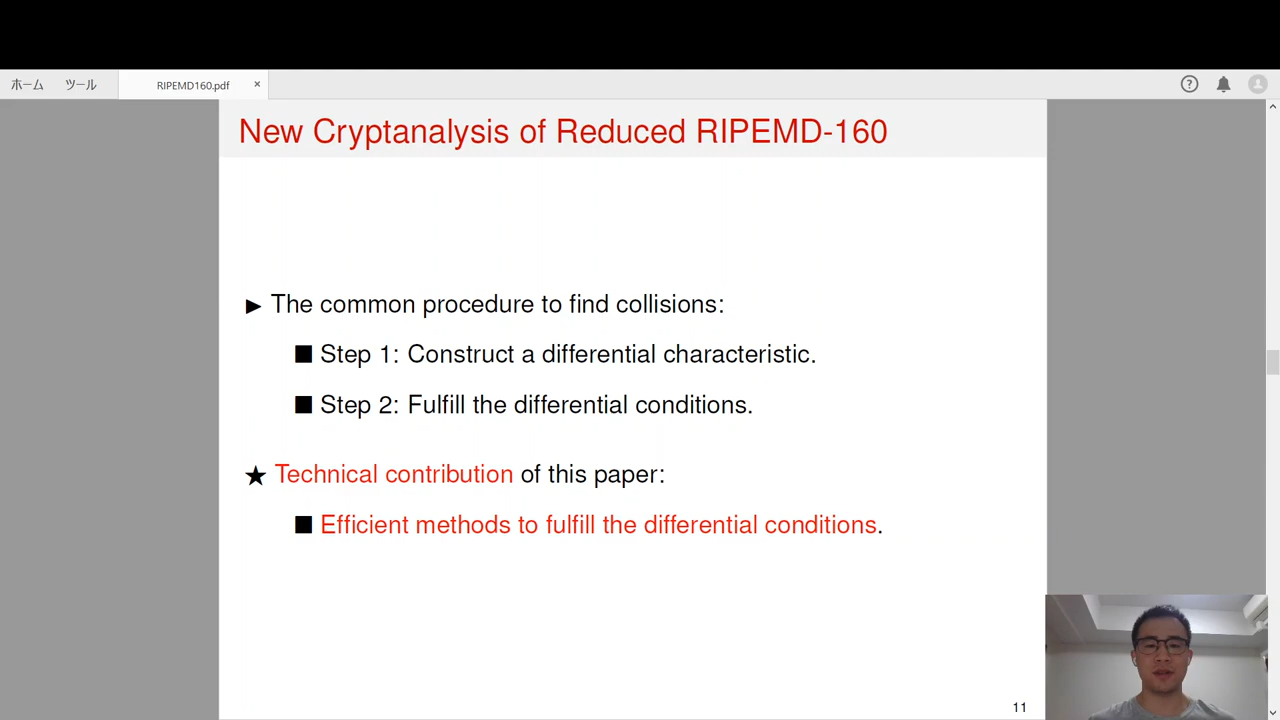 ホーム ツール RIPEMD160.pdf ×
New Cryptanalysis of Reduced RIPEMD-160
▶ The common procedure to find collisions:
■ Step 1: Construct a differential characteristic.
■ Step 2: Fulfill the differential conditions.
★ Technical contribution of this paper:
■ Efficient methods to fulfill the differential conditions.
11